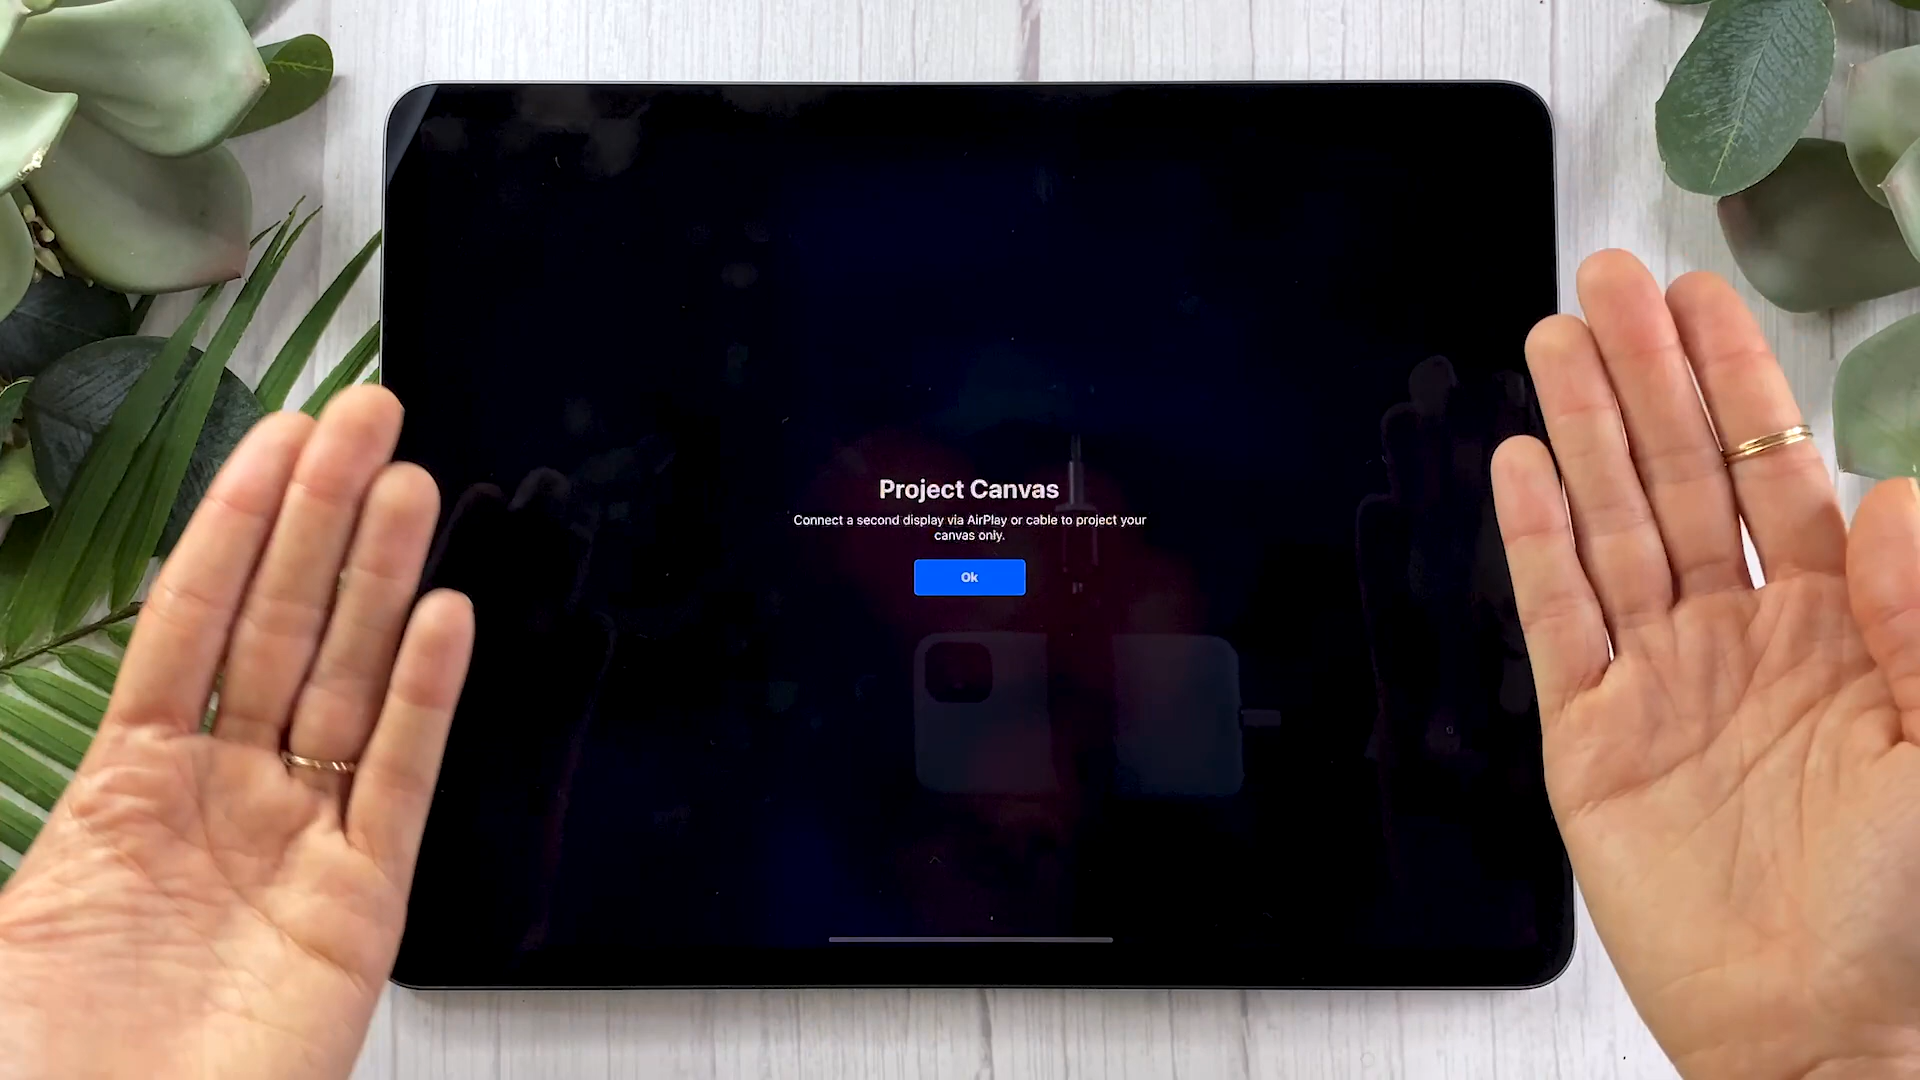 Project Canvas
Connect a second display via AirPlay or cable to project your
canvas only.
Ok